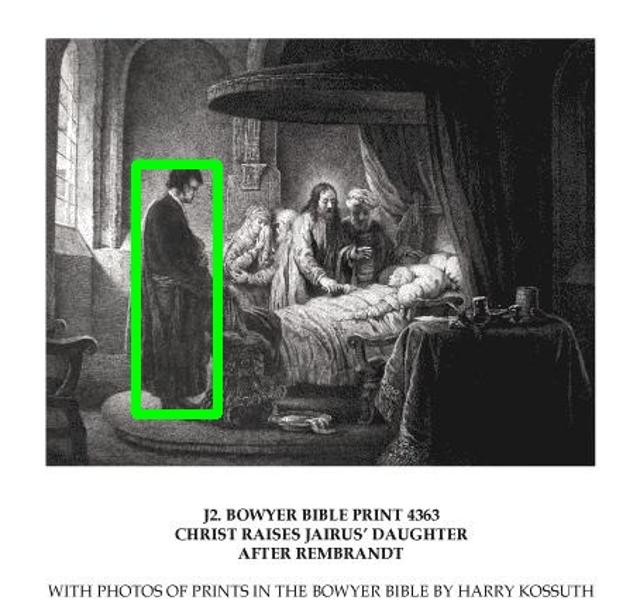 J2. BOWYER BIBLE PRINT 4363
CHRIST RAISES JAIRUS’ DAUGHTER
AFTER REMBRANDT
WITH PHOTOS OF PRINTS IN THE BOWYER BIBLE BY HARRY KOSSUTH